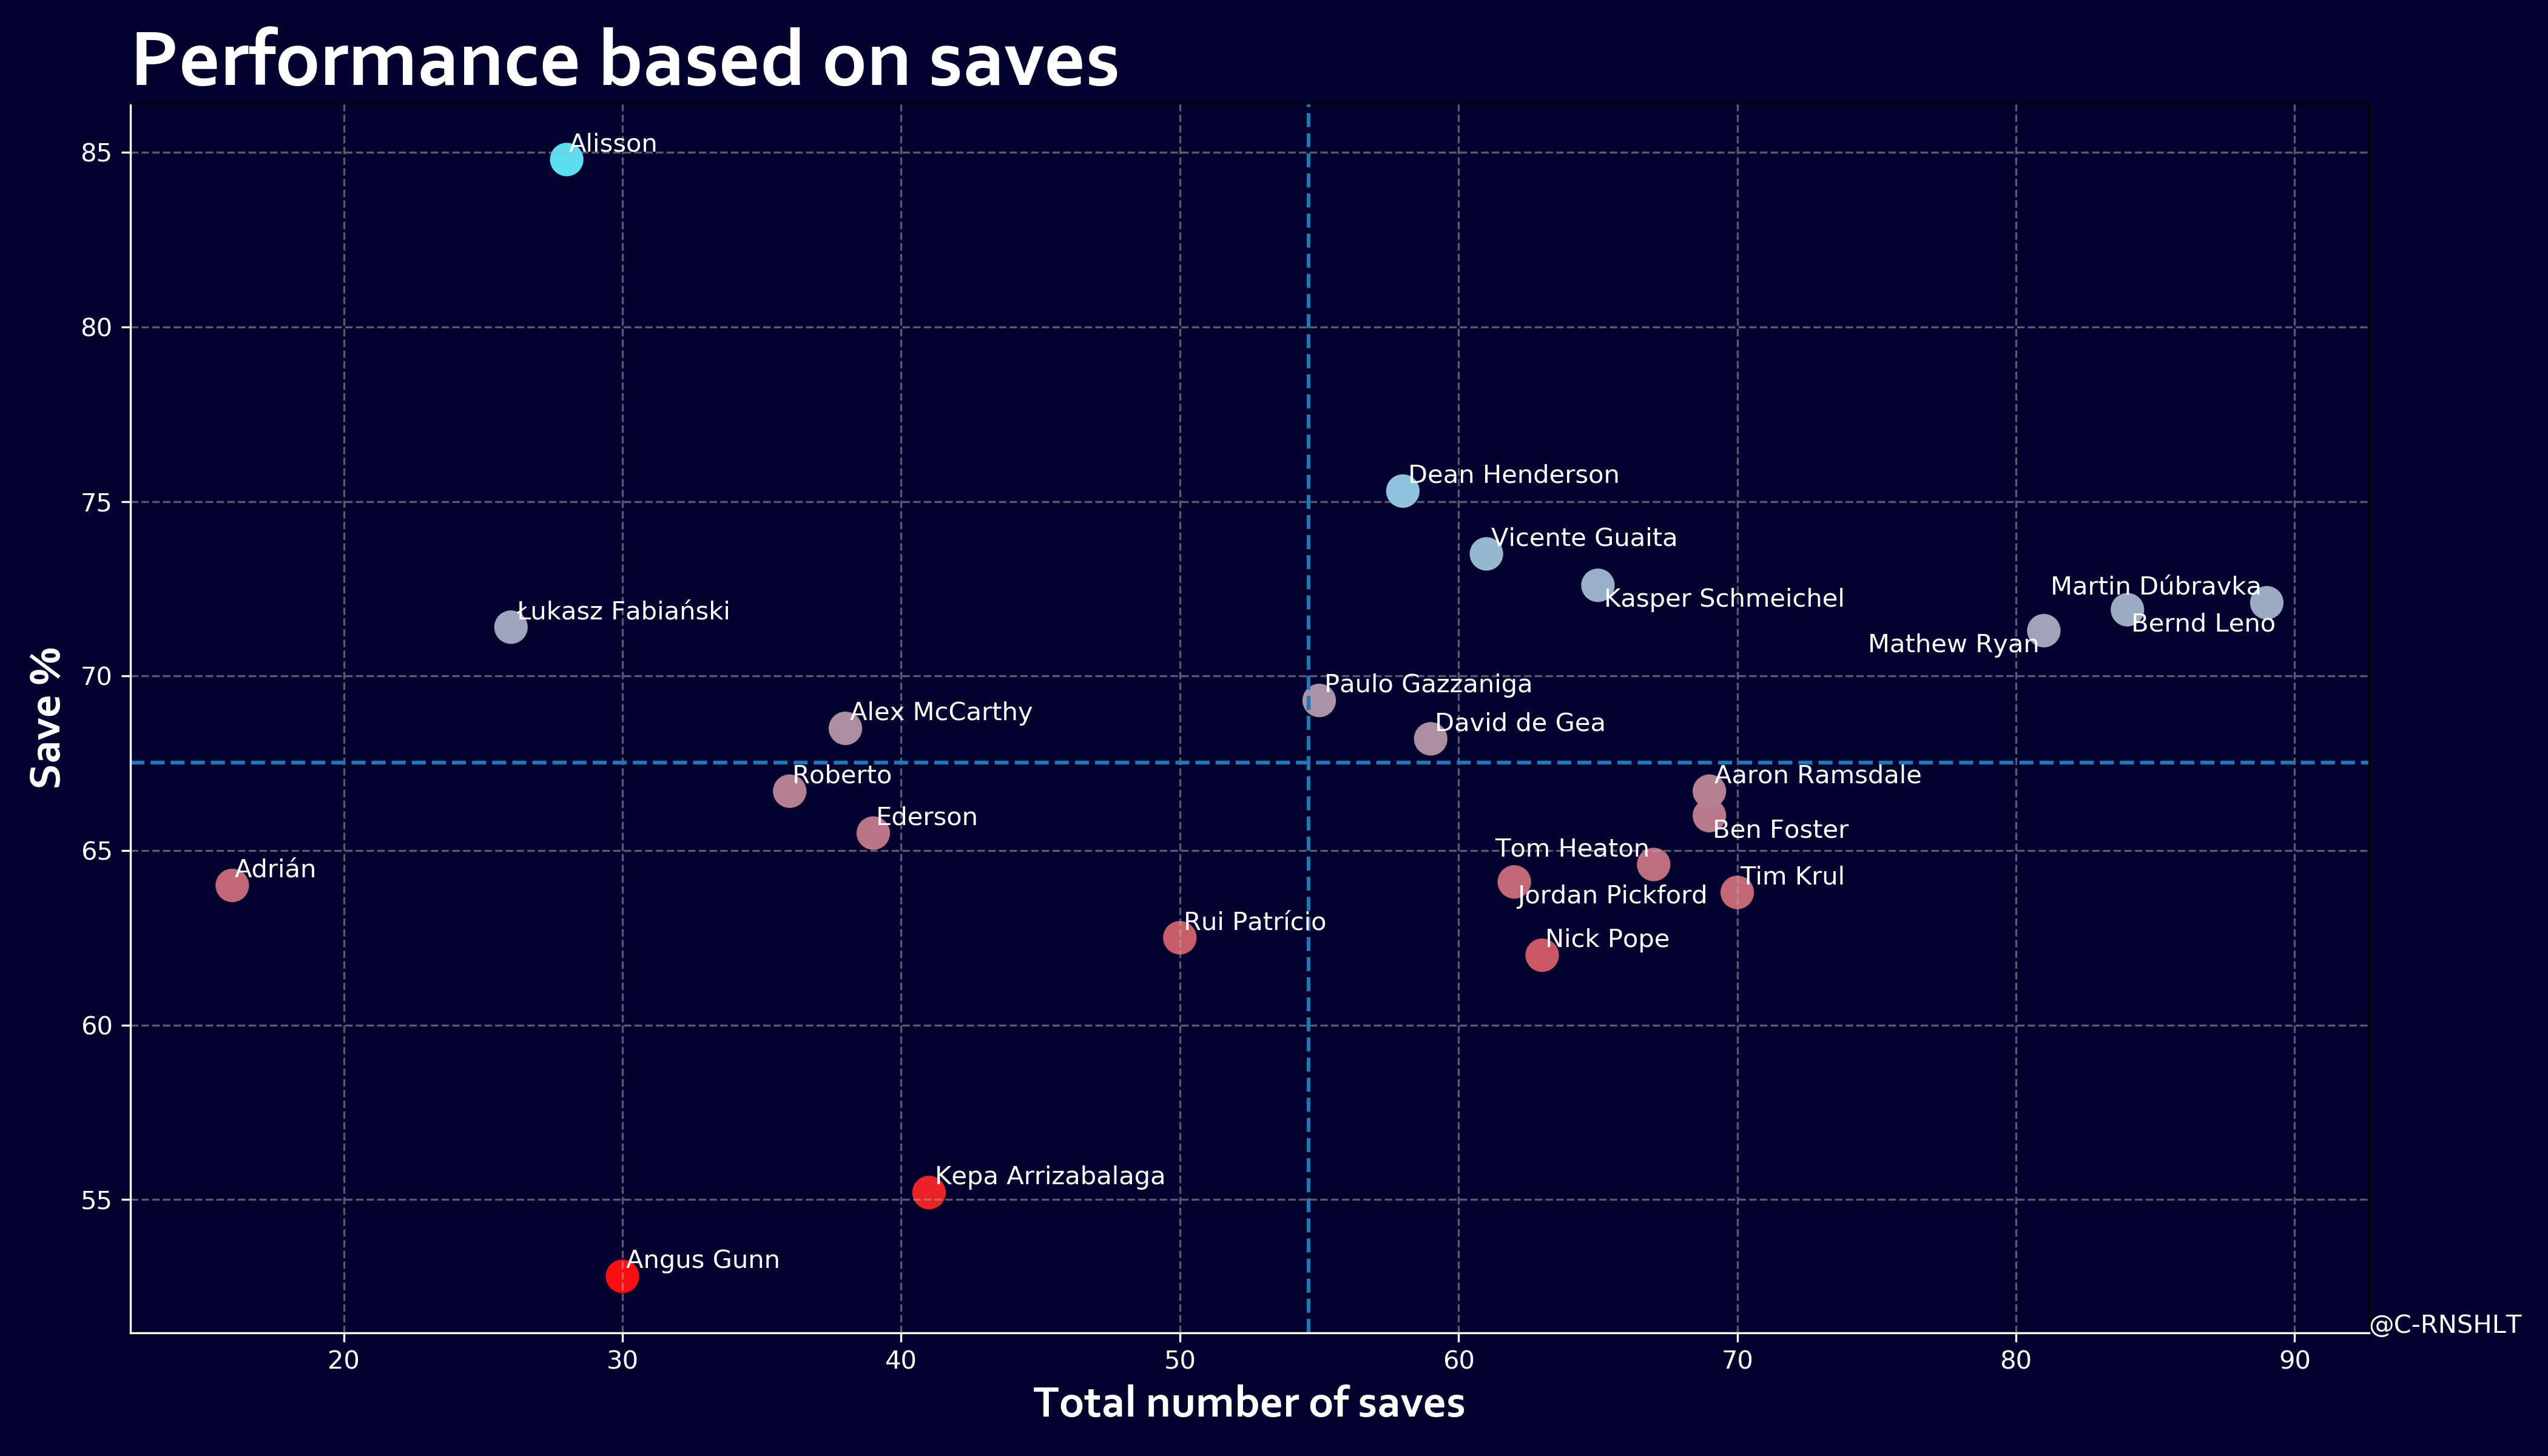 Performance based on saves
Alisson
85
80
Dean Henderson
75
Vicente Guaita
Martin Dúbravka
Kasper Schmeichel
Łukasz Fabiański
Bernd Leno
Mathew Ryan
70
Paulo Gazzaniga
Alex McCarthy
David de Gea
Save %
Roberto
Aaron Ramsdale
Ederson
Ben Foster
Tom Heaton
65
Adrián
Tim Krul
Jordan Pickford
Rui Patrício
Nick Pope
60
Kepa Arrizabalaga
55
Angus Gunn
@C-RNSHLT
20 30 40 50 60 70 80 90
Total number of saves